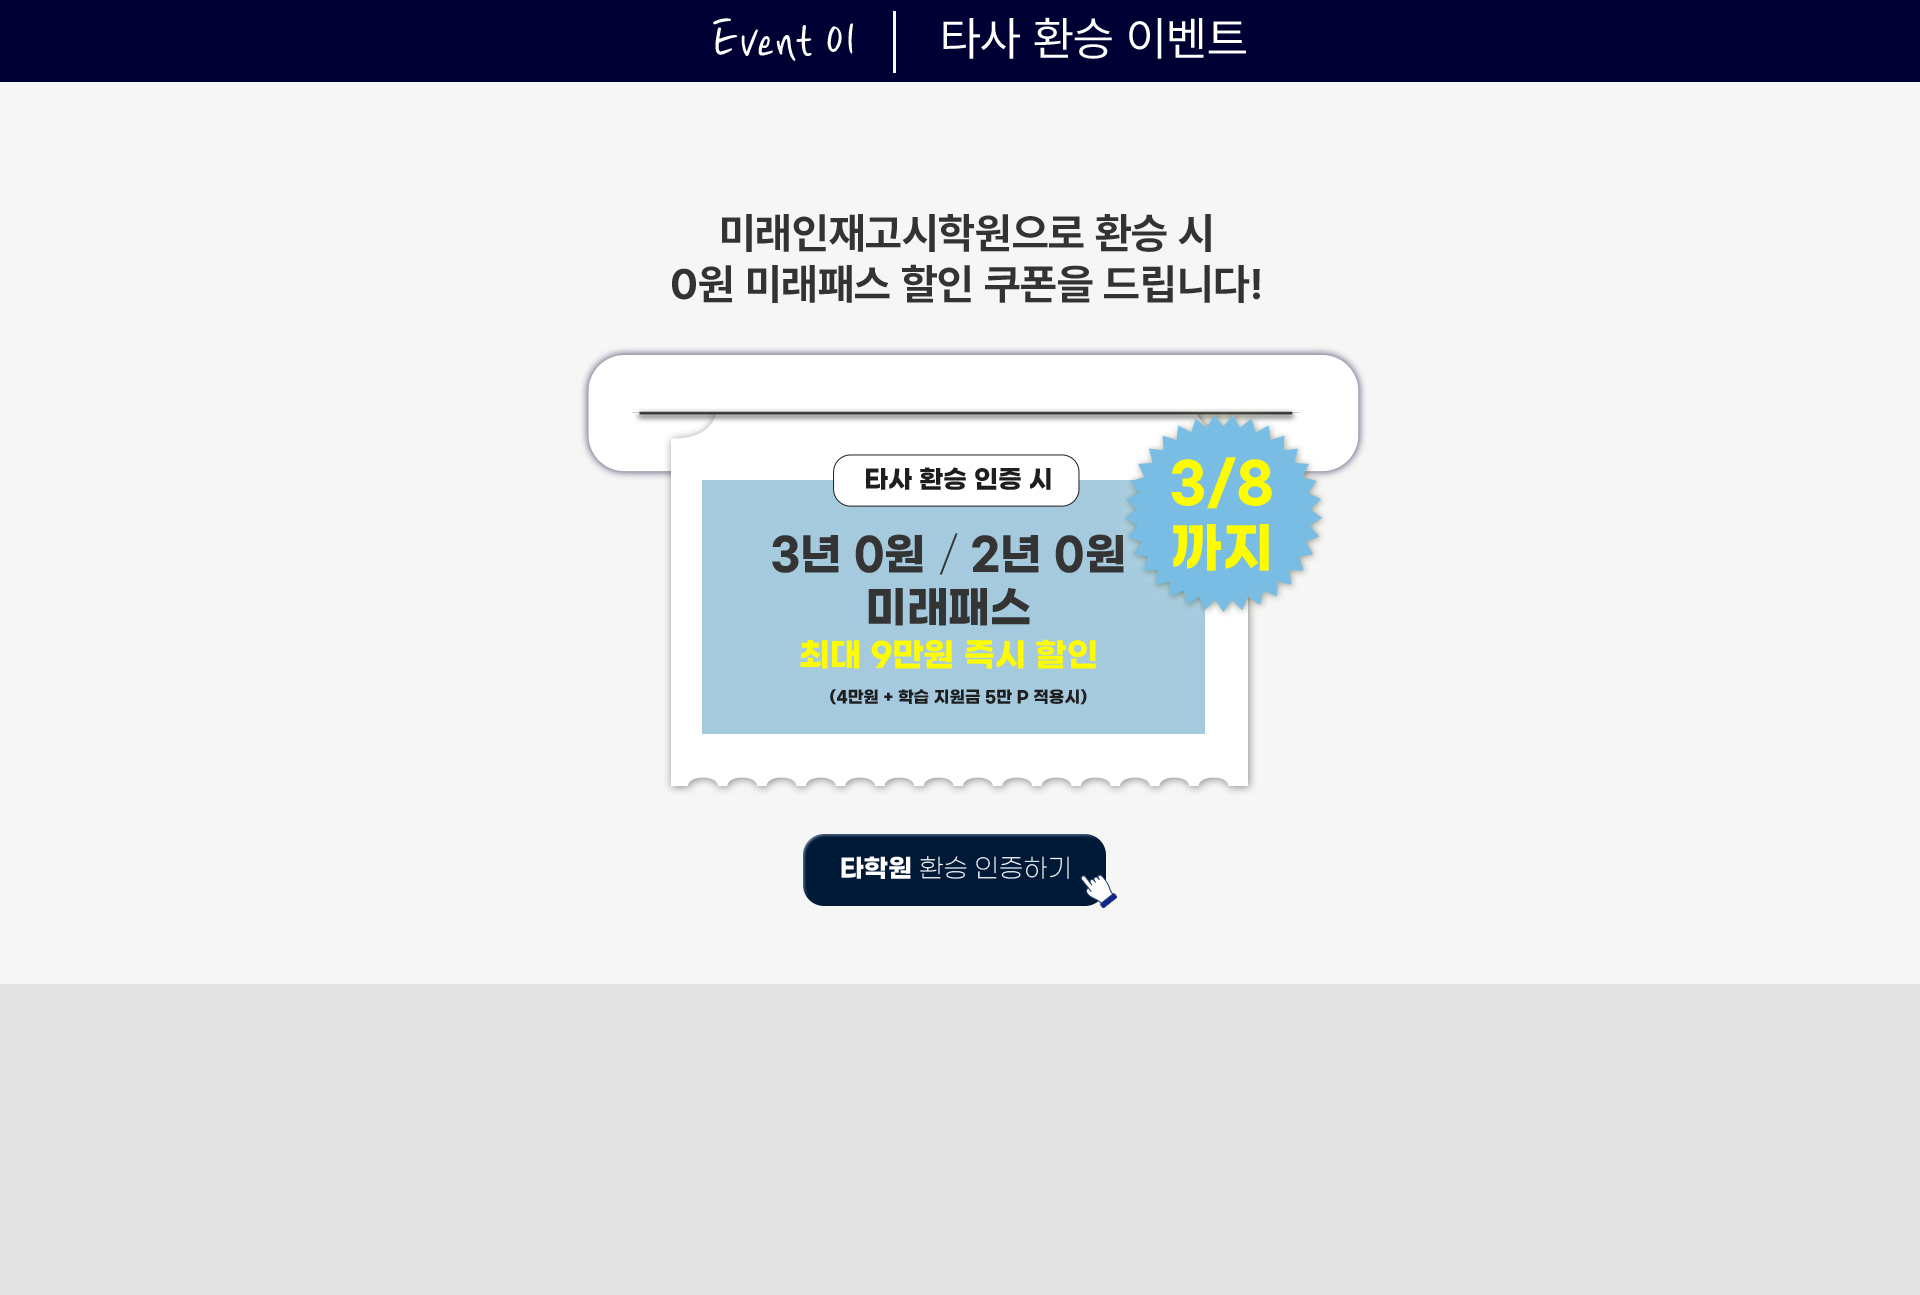 Event 01 타사 환승 이벤트
미래인재고시학원으로 환승 시
0원 미래패스 할인 쿠폰을 드립니다!
타사 환승 인증 시
3/8
까지
3년 0원 / 2년 0원
미래패스
최대 9만원 즉시 할인
(4만원 + 학습 지원금 5만 P 적용시)
타학원 환승 인증하기